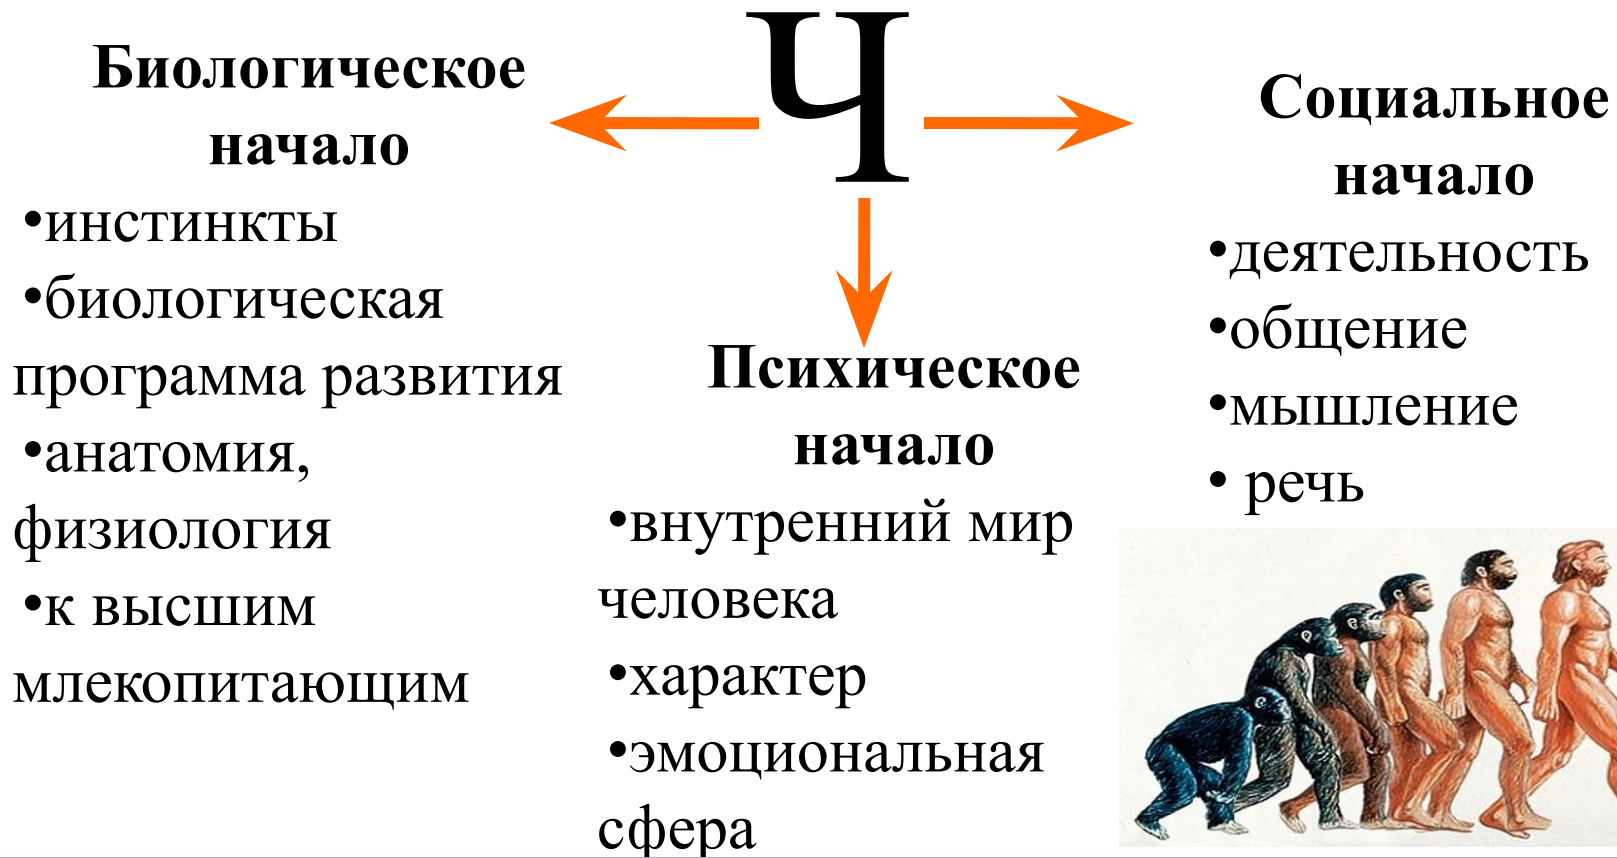 Ч
Биологическое
начало
•инстинкты
•биологическая
программа развития
•анатомия,
физиология
•к высшим
млекопитающим
Психическое
начало
•внутренний мир
человека
•характер
•эмоциональная
сфера
Социальное
начало
•деятельность
•общение
•мышление
• речь